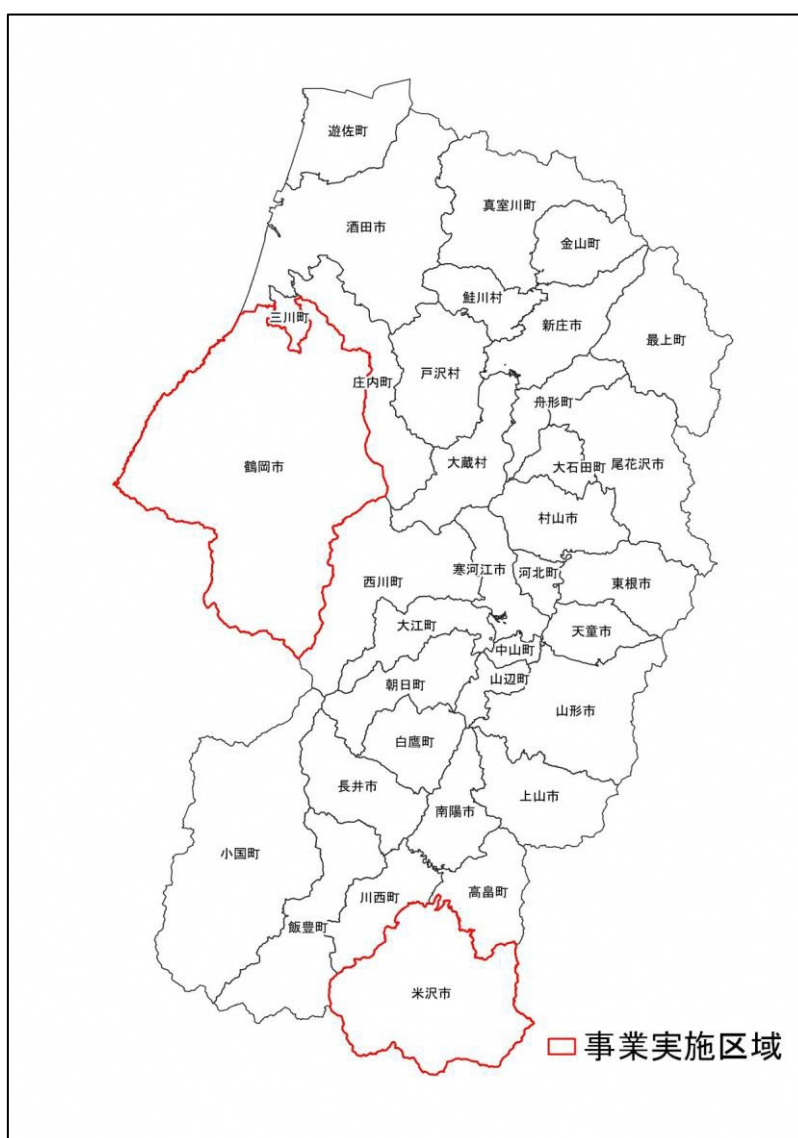 遊佐町
真室川町
酒田市
金山町
鮭川村
三川町
新庄市
最上町
戸沢村
庄内町
舟形町
鶴岡市
大蔵村
大石田町
尾花沢市
村山市
西川町
寒河江市
河北町
東根市
大江町
天童市
中山町
朝日町
山辺町
山形市
白鷹町
長井市
上山市
南陽市
小国町
高畠町
川西町
飯豊町
米沢市
事業実施区域